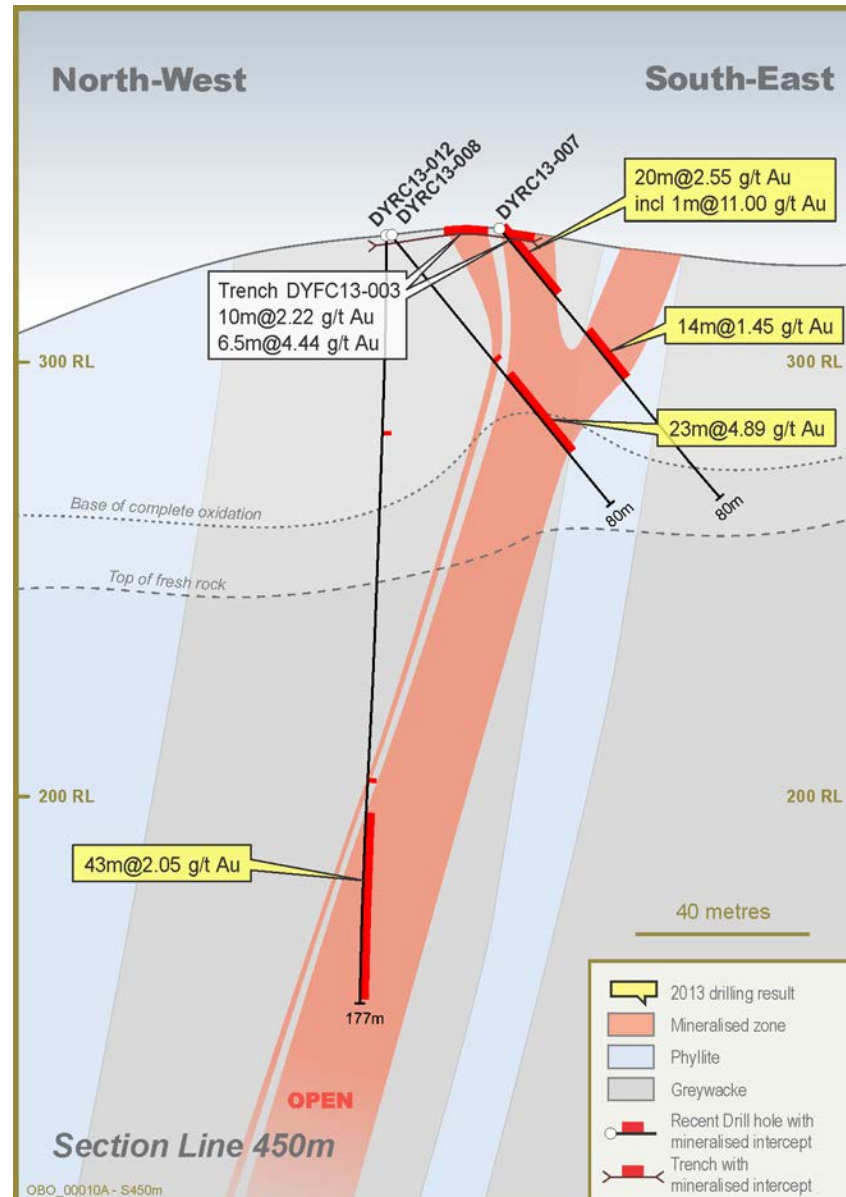 North-West
South-East
DYRC13-012
DYRC13-008
DYRC13-007
20m@2.55 g/t Au
incl 1m@11.00 g/t Au
Trench DYFC13-003
10m@2.22 g/t Au
6.5m@4.44 g/t Au
14m@1.45 g/t Au
300 RL
300 RL
23m@4.89 g/t Au
80m
80m
Base of complete oxidation
Top of fresh rock
200 RL
200 RL
43m@2.05 g/t Au
40 metres
177m
OPEN
Section Line 450m
OBO_00010A - S450m
2013 drilling result
Mineralised zone
Phyllite
Greywacke
Recent Drill hole with
mineralised intercept
Trench with
mineralised intercept